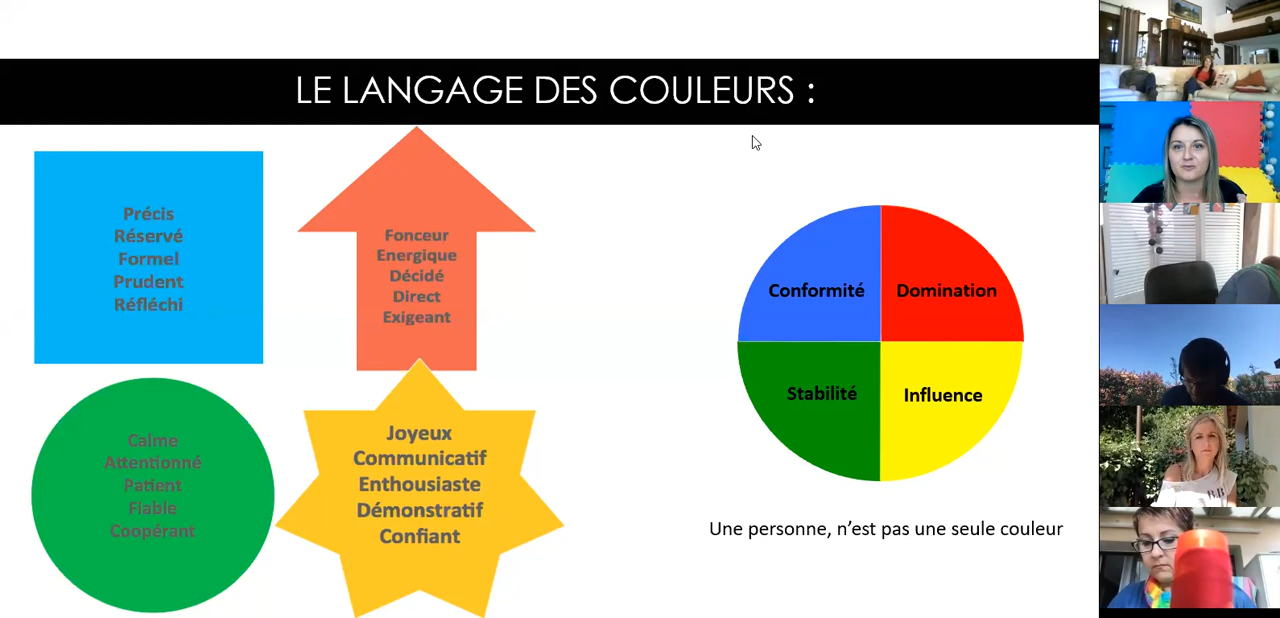 LE LANGAGE DES COULEURS :
Précis
Réservé
Formel
Prudent
Réfléchi
Fonceur
Energique
Décidé
Direct
Exigeant
Calme
Attentionné
Patient
Fiable
Coopérant
Joyeux
Communicatif
Enthousiaste
Démonstratif
Confiant
Conformité
Domination
Stabilité
Influence
Une personne, n’est pas une seule couleur